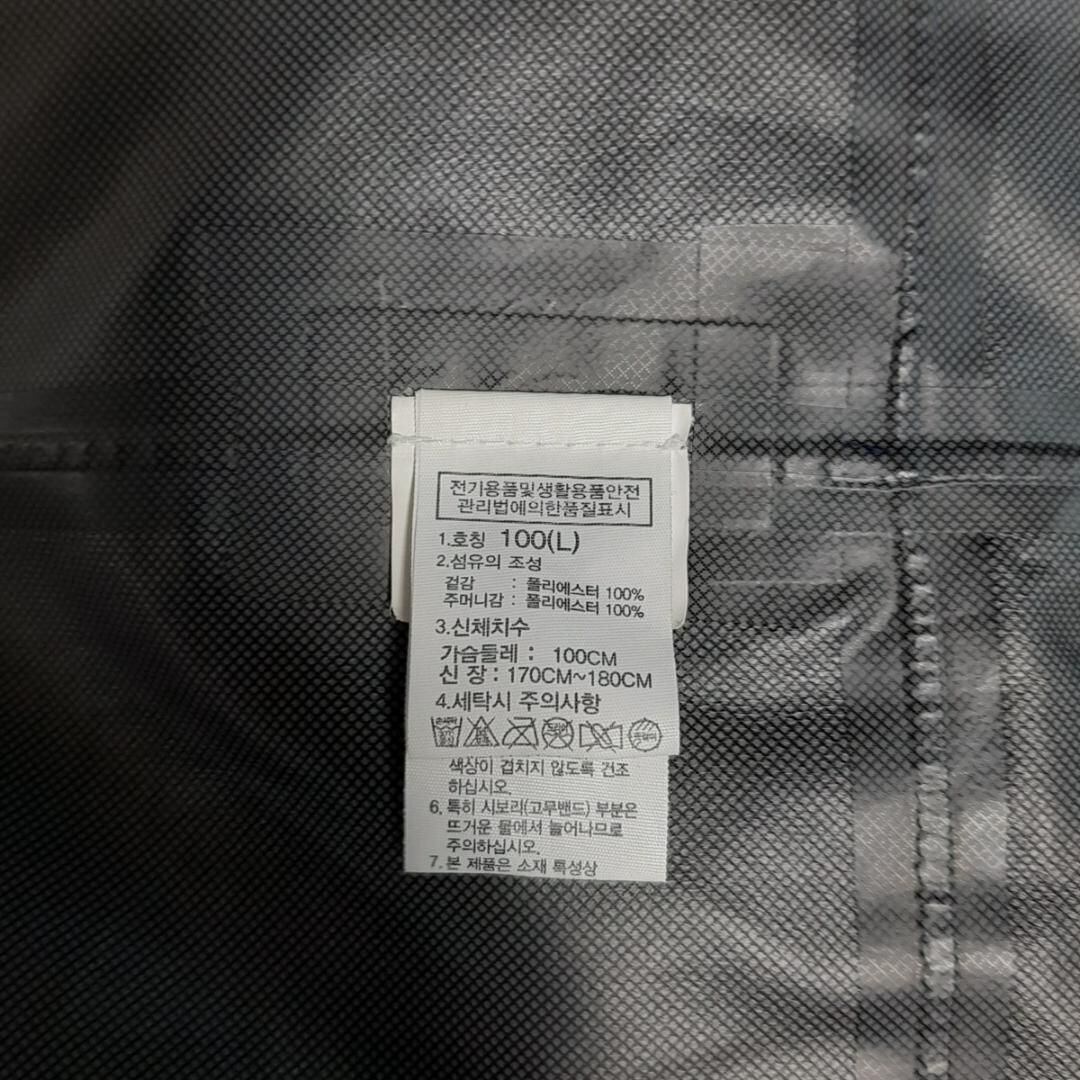 전기용품및생활용품안전
관리법에의한품질표시
1.호칭 100(L)
2.섬유의 조성
겉감 : 폴리에스터 100%
주머니감 : 폴리에스터 100%
3.신체치수
가슴둘레 : 100CM
신 장 : 170CM~180CM
4.세탁시 주의사항
색상이 겹치지 않도록 건조
하십시오.
6. 특히 시보리(고무밴드) 부분은
뜨거운 물에서 늘어나므로
주의하십시오.
7. 본 제품은 소재 특성상